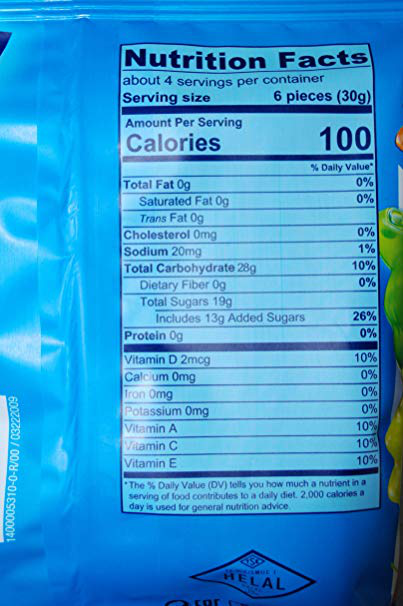 Nutrition Facts
about 4 servings per container
Serving size 6 pieces (30g)
Amount Per Serving
Calories 100
% Daily Value*
Total Fat 0g 0%
Saturated Fat 0g 0%
Trans Fat 0g
Cholesterol 0mg 0%
Sodium 20mg 1%
Total Carbohydrate 28g 10%
Dietary Fiber 0g 0%
Total Sugars 19g
Includes 13g Added Sugars 26%
Protein 0g 0%
Vitamin D 2mcg 10%
Calcium 0mg 0%
Iron 0mg 0%
Potassium 0mg 0%
Vitamin A 10%
Vitamin C 10%
Vitamin E 10%
*The % Daily Value (DV) tells you how much a nutrient in a
serving of food contributes to a daily diet. 2,000 calories a
day is used for general nutrition advice.
1400005310-0-R/00 / 03222009
HELAL